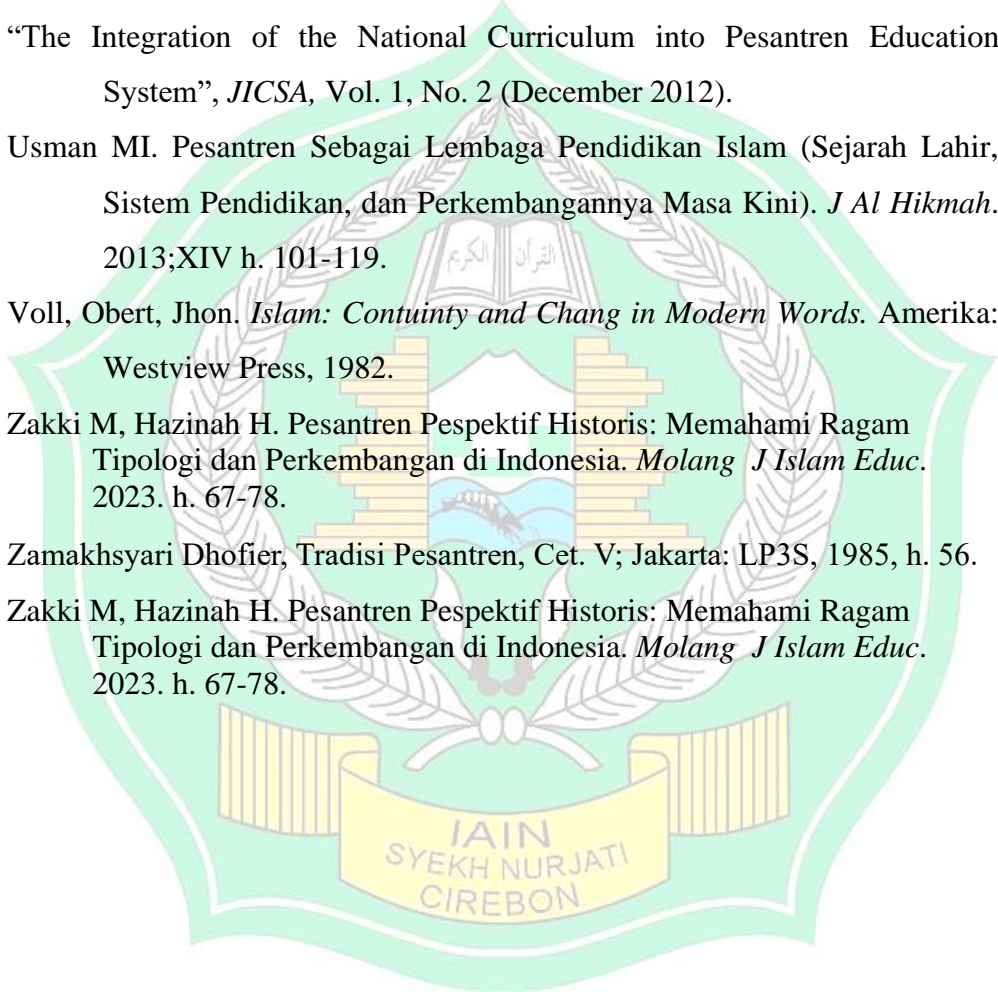 “The Integration of the National Curriculum into Pesantren Education
System”, JICSA, Vol. 1, No. 2 (December 2012).
Usman MI. Pesantren Sebagai Lembaga Pendidikan Islam (Sejarah Lahir,
Sistem Pendidikan, dan Perkembangannya Masa Kini). J Al Hikmah.
2013;XIV h. 101-119.
القرآن الكريم
Voll, Obert, Jhon. Islam: Contuinty and Chang in Modern Words. Amerika:
Westview Press, 1982.
Zakki M, Hazinah H. Pesantren Pespektif Historis: Memahami Ragam
Tipologi dan Perkembangan di Indonesia. Molang J Islam Educ.
2023. h. 67-78.
Zamakhsyari Dhofier, Tradisi Pesantren, Cet. V; Jakarta: LP3S, 1985, h. 56.
Zakki M, Hazinah H. Pesantren Pespektif Historis: Memahami Ragam
Tipologi dan Perkembangan di Indonesia. Molang J Islam Educ.
2023. h. 67-78.
IAIN
SYEKH NURJATI
CIREBON